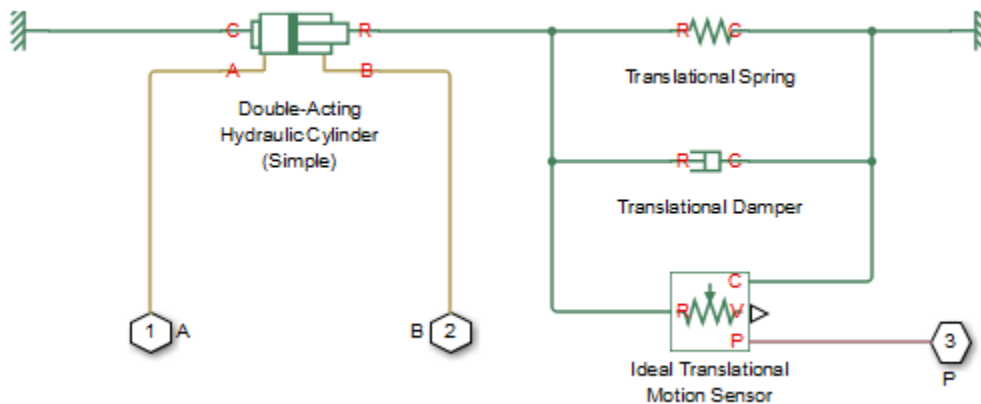 C R R C
A B Translational Spring
Double-Acting
Hydraulic Cylinder
(Simple)
R C
Translational Damper
C
R V
1 A B 2 P 3
Ideal Translational
Motion Sensor
P